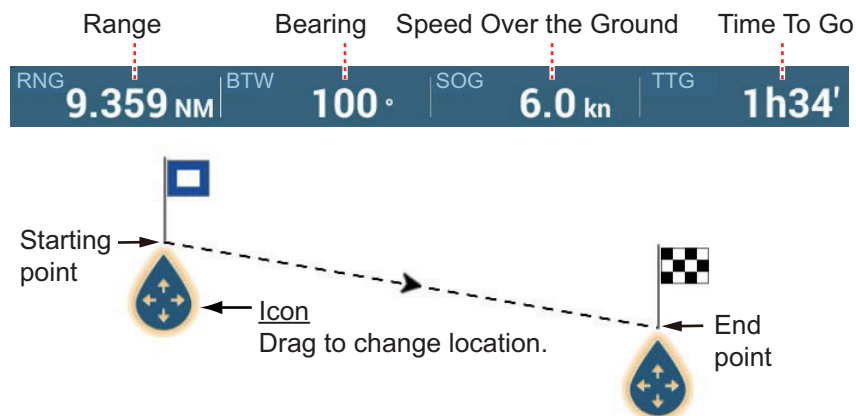 Range Bearing Speed Over the Ground Time To Go
RNG 9.359 NM BTW 100° SOG 6.0 kn TTG 1h34'
Starting
point
Icon
Drag to change location.
End
point